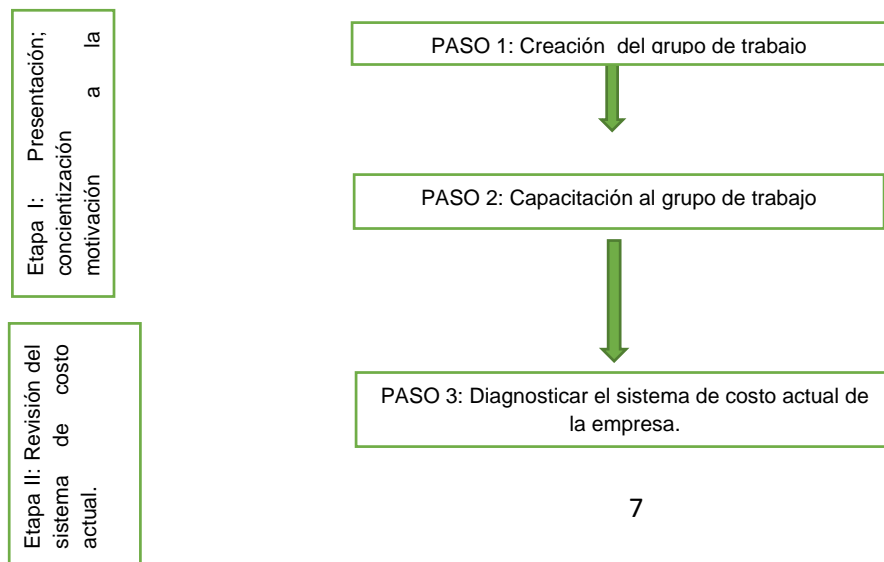 Etapa I: Presentación;
concientización
motivación a la
PASO 1: Creación del grupo de trabajo
PASO 2: Capacitación al grupo de trabajo
Etapa II: Revisión del
sistema de costo
actual.
PASO 3: Diagnosticar el sistema de costo actual de
la empresa.
7